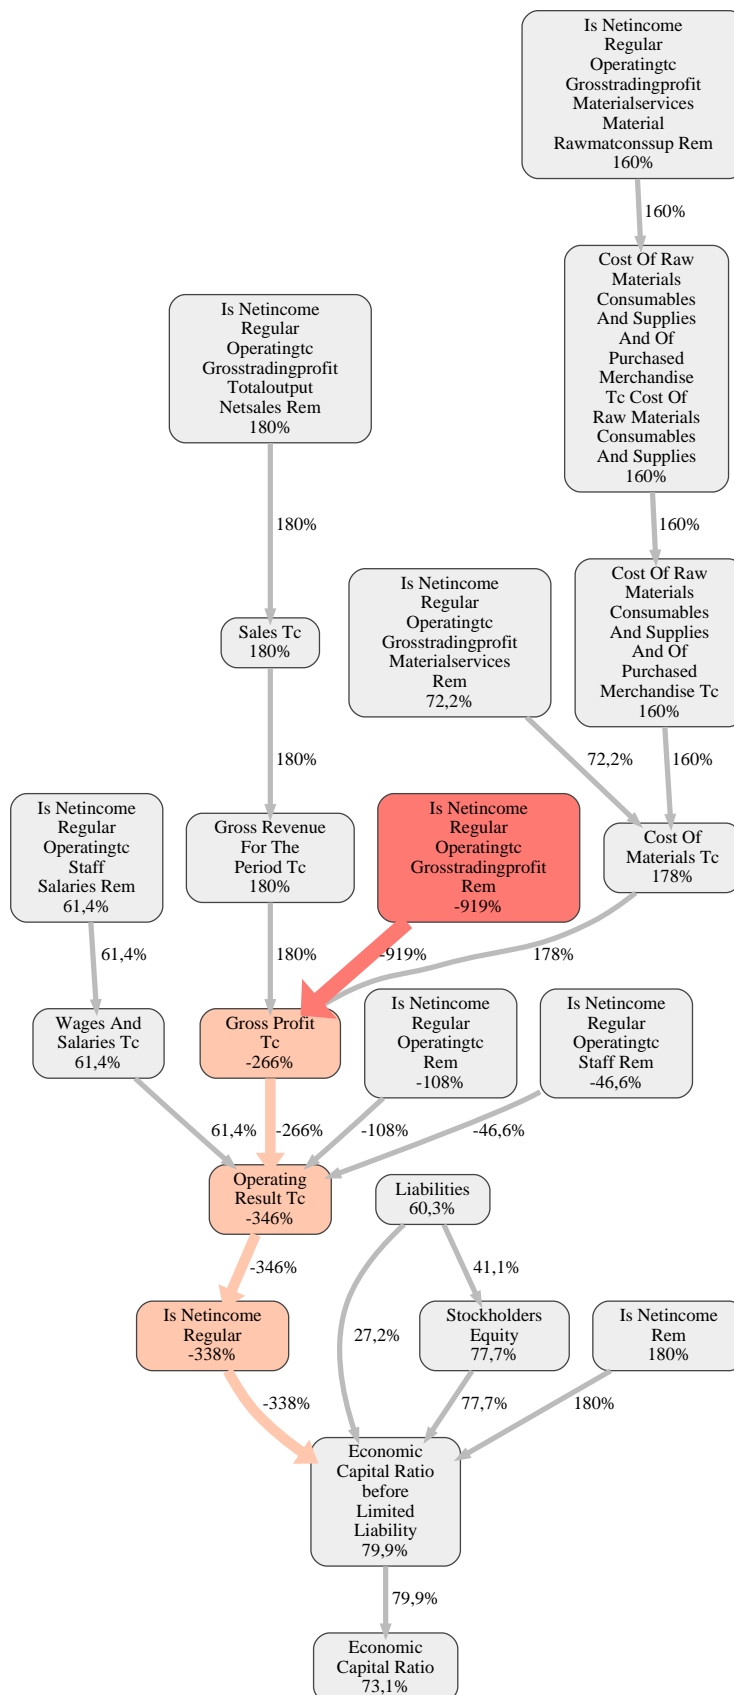 Is Netincome
Regular
Operatingtc
Grosstradingprofit
Materialservices
Material
Rawmatconssup Rem
160%
160%
Cost Of Raw
Materials
Consumables
And Supplies
And Of
Purchased
Merchandise
Tc Cost Of
Raw Materials
Consumables
And Supplies
160%
Is Netincome
Regular
Operatingtc
Grosstradingprofit
Totaloutput
Netsales Rem
180%
180%
160%
Is Netincome
Regular
Operatingtc
Grosstradingprofit
Materialservices
Rem
72,2%
Cost Of Raw
Materials
Consumables
And Supplies
And Of
Purchased
Merchandise Tc
160%
Sales Tc
180%
180%
72,2%
160%
Is Netincome
Regular
Operatingtc
Staff
Salaries Rem
61,4%
Gross Revenue
For The
Period Tc
180%
Is Netincome
Regular
Operatingtc
Grosstradingprofit
Rem
-919%
Cost Of
Materials Tc
178%
61,4%
180%
-919%
178%
Wages And
Salaries Tc
61,4%
Gross Profit
Tc
-266%
Is Netincome
Regular
Operatingtc
Rem
-108%
Is Netincome
Regular
Operatingtc
Staff Rem
-46,6%
61,4%
-266%
-108%
-46,6%
Operating
Result Tc
-346%
Liabilities
60,3%
-346%
41,1%
Is Netincome
Regular
-338%
27,2%
Stockholders
Equity
77,7%
Is Netincome
Rem
180%
-338%
77,7%
180%
Economic
Capital Ratio
before
Limited
Liability
79,9%
79,9%
Economic
Capital Ratio
73,1%